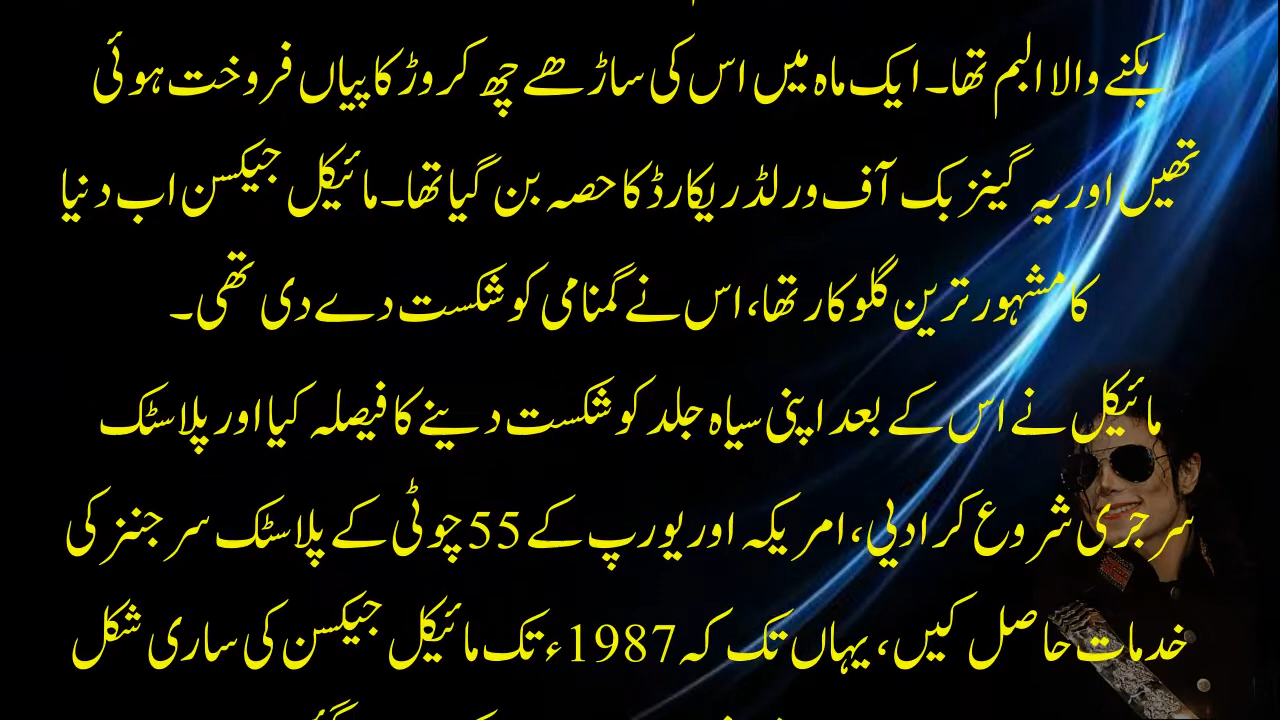 بکنے والا البم تھا۔ ایک ماہ میں اس کی ساڑھے چھ کروڑ کاپیاں فروخت ہوئی
تھیں اور یہ گینز بک آف ورلڈ ریکارڈ کا حصہ بن گیا تھا۔ مائیکل جیکسن اب دنیا
کا مشہور ترین گلوکار تھا، اس نے گمنامی کو شکست دے دی تھی۔
مائیکل نے اس کے بعد اپنی سیاہ جلد کو شکست دینے کا فیصلہ کیا اور پلاسٹک
سرجری شروع کرا دیی، امریکہ اور یورپ کے 55 چوٹی کے پلاسٹک سرجنز کی
خدمات حاصل کیں، یہاں تک کہ 1987ء تک مائیکل جیکسن کی ساری شکل